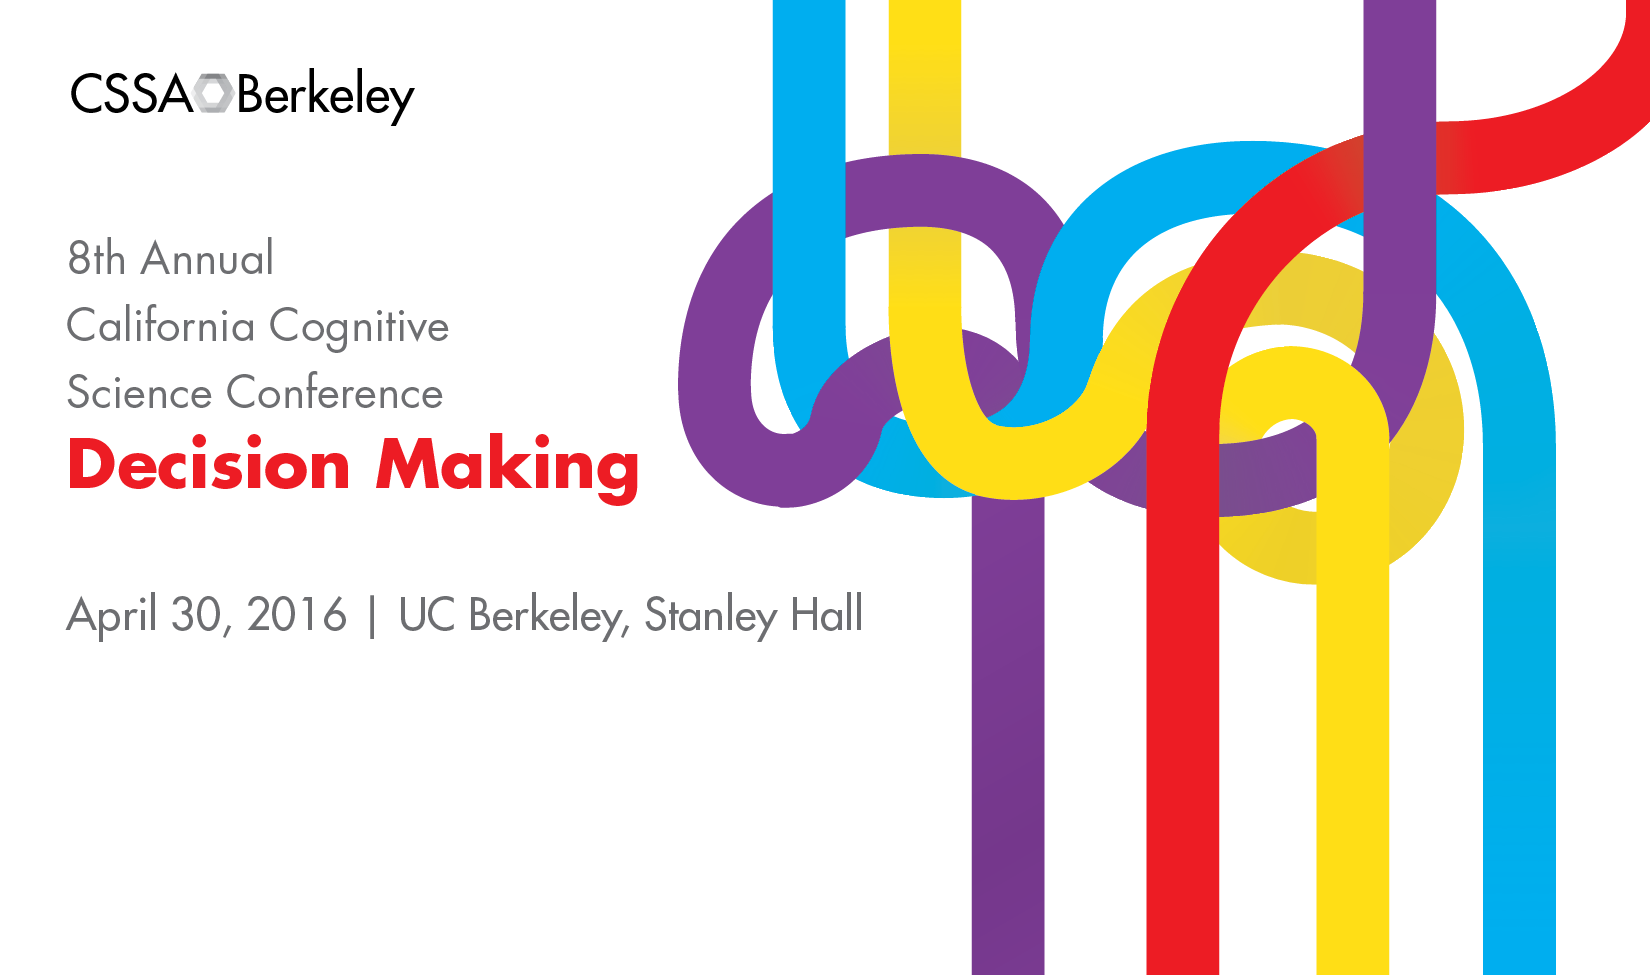 CSSA Berkeley
8th Annual
California Cognitive
Science Conference
Decision Making
April 30, 2016 | UC Berkeley, Stanley Hall